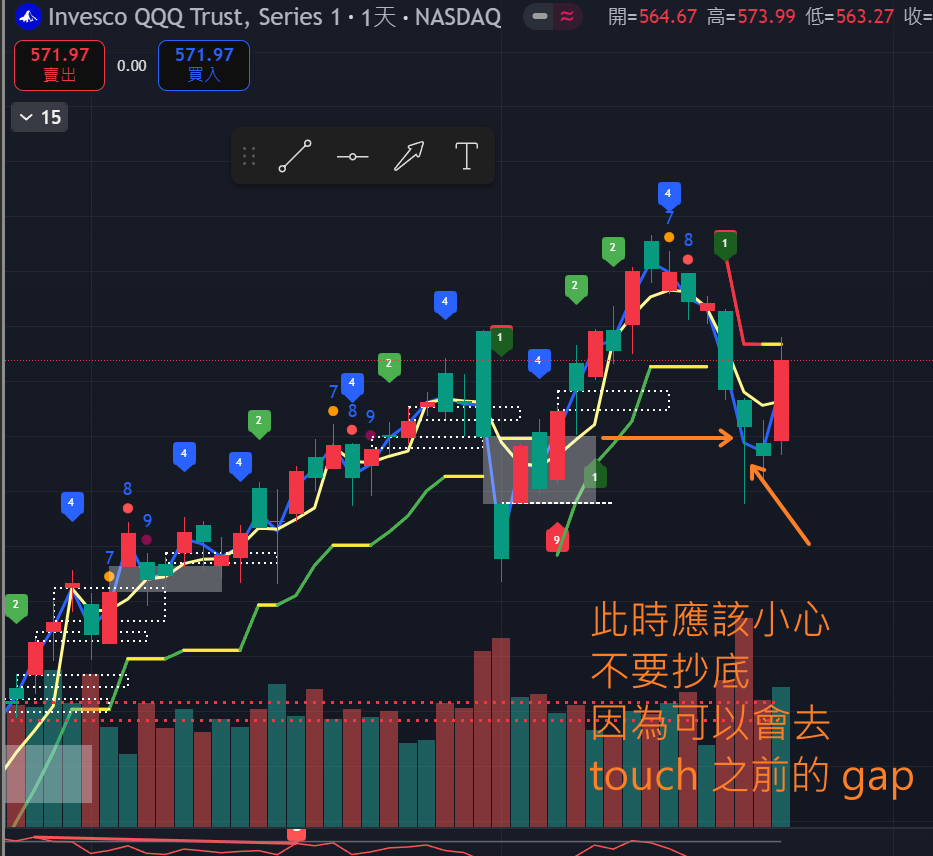 Invesco QQQ Trust, Series 1 · 1天 · NASDAQ
開=564.67 高=573.99 低=563.27 收=
571.97 0.00 571.97
賣出 買入
15
T
4
7
8
1
2
2
4
1
4
2
7 4
8 9
2
4
4
4
8
9
7
2
1
9
此時應該小心
不要抄底
因為可以會去
touch 之前的 gap